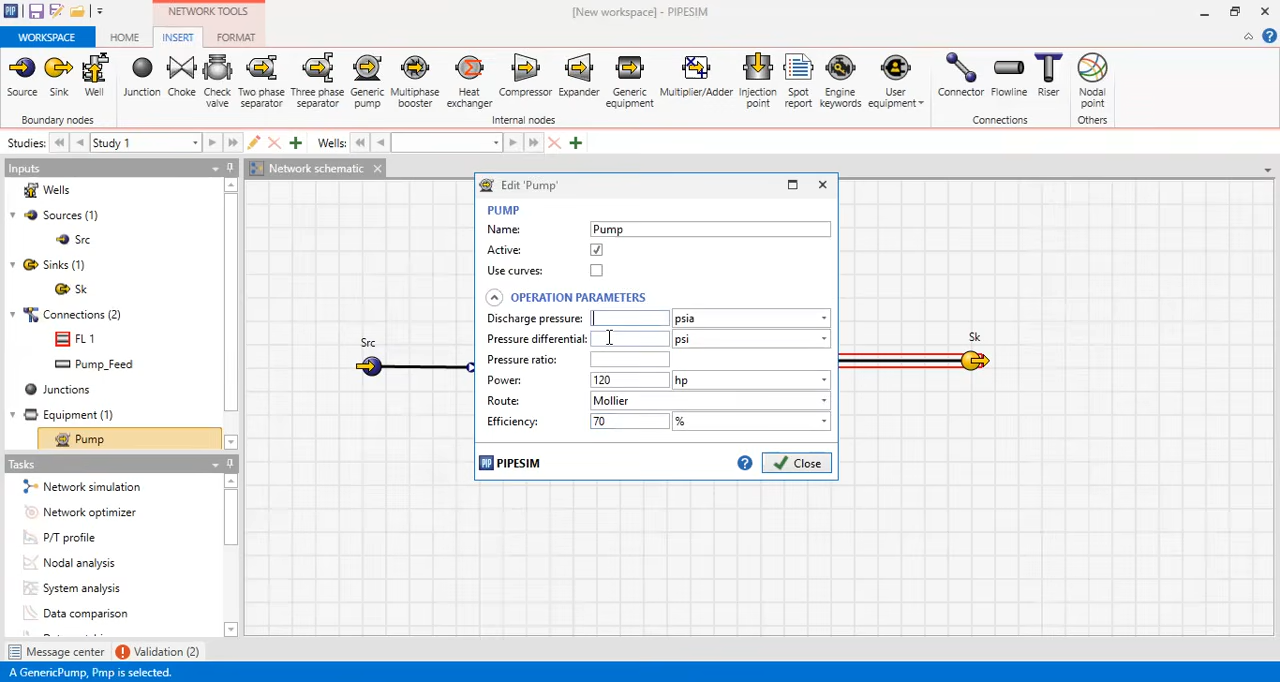 PIP
NETWORK TOOLS
[New workspace] - PIPESIM
WORKSPACE HOME INSERT FORMAT
Source Sink Well Junction Choke Check valve Two phase separator Three phase separator Generic pump Multiphase booster Heat exchanger Compressor Expander Generic equipment Multiplier/Adder Injection point Spot report Engine keywords User equipment Connector Flowline Riser Nodal point
Boundary nodes Internal nodes Connections Others
Studies: Study 1 Wells:
Inputs
Network schematic
Wells
Sources (1)
Src
Sinks (1)
Sk
Connections (2)
FL 1
Pump_Feed
Junctions
Equipment (1)
Pump
Tasks
Network simulation
Network optimizer
P/T profile
Nodal analysis
System analysis
Data comparison
Src
Sk
Edit 'Pump'
PUMP
Name: Pump
Active:
Use curves:
OPERATION PARAMETERS
Discharge pressure: psia
Pressure differential: psi
Pressure ratio:
Power: 120 hp
Route: Mollier
Efficiency: 70 %
PIP PIPESIM ? Close
Message center Validation (2)
A GenericPump, Pmp is selected.